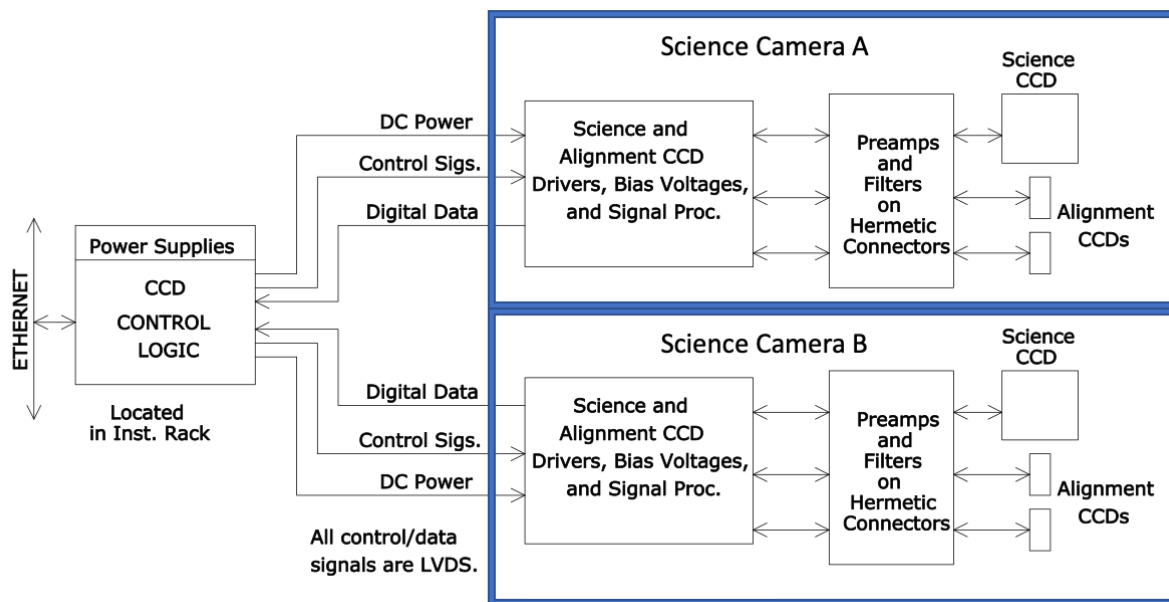 Science Camera A
Science
CCD
DC Power
Control Sigs.
Digital Data
Science and
Alignment CCD
Drivers, Bias Voltages,
and Signal Proc.
Preamps
and
Filters
on
Hermetic
Connectors
Alignment
CCDs
ETHERNET
Power Supplies
CCD
CONTROL
LOGIC
Located
in Inst. Rack
Science Camera B
Science
CCD
Digital Data
Control Sigs.
DC Power
Science and
Alignment CCD
Drivers, Bias Voltages,
and Signal Proc.
Preamps
and
Filters
on
Hermetic
Connectors
Alignment
CCDs
All control/data
signals are LVDS.